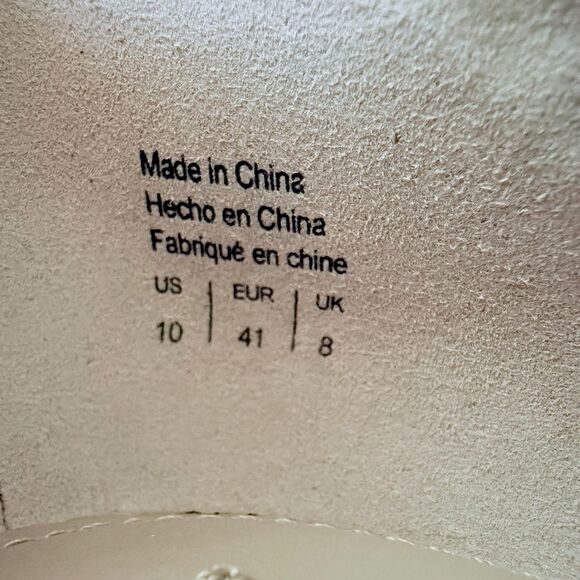 Made in China
Hecho en China
Fabriqué en chine
US | EUR | UK
10 | 41 | 8